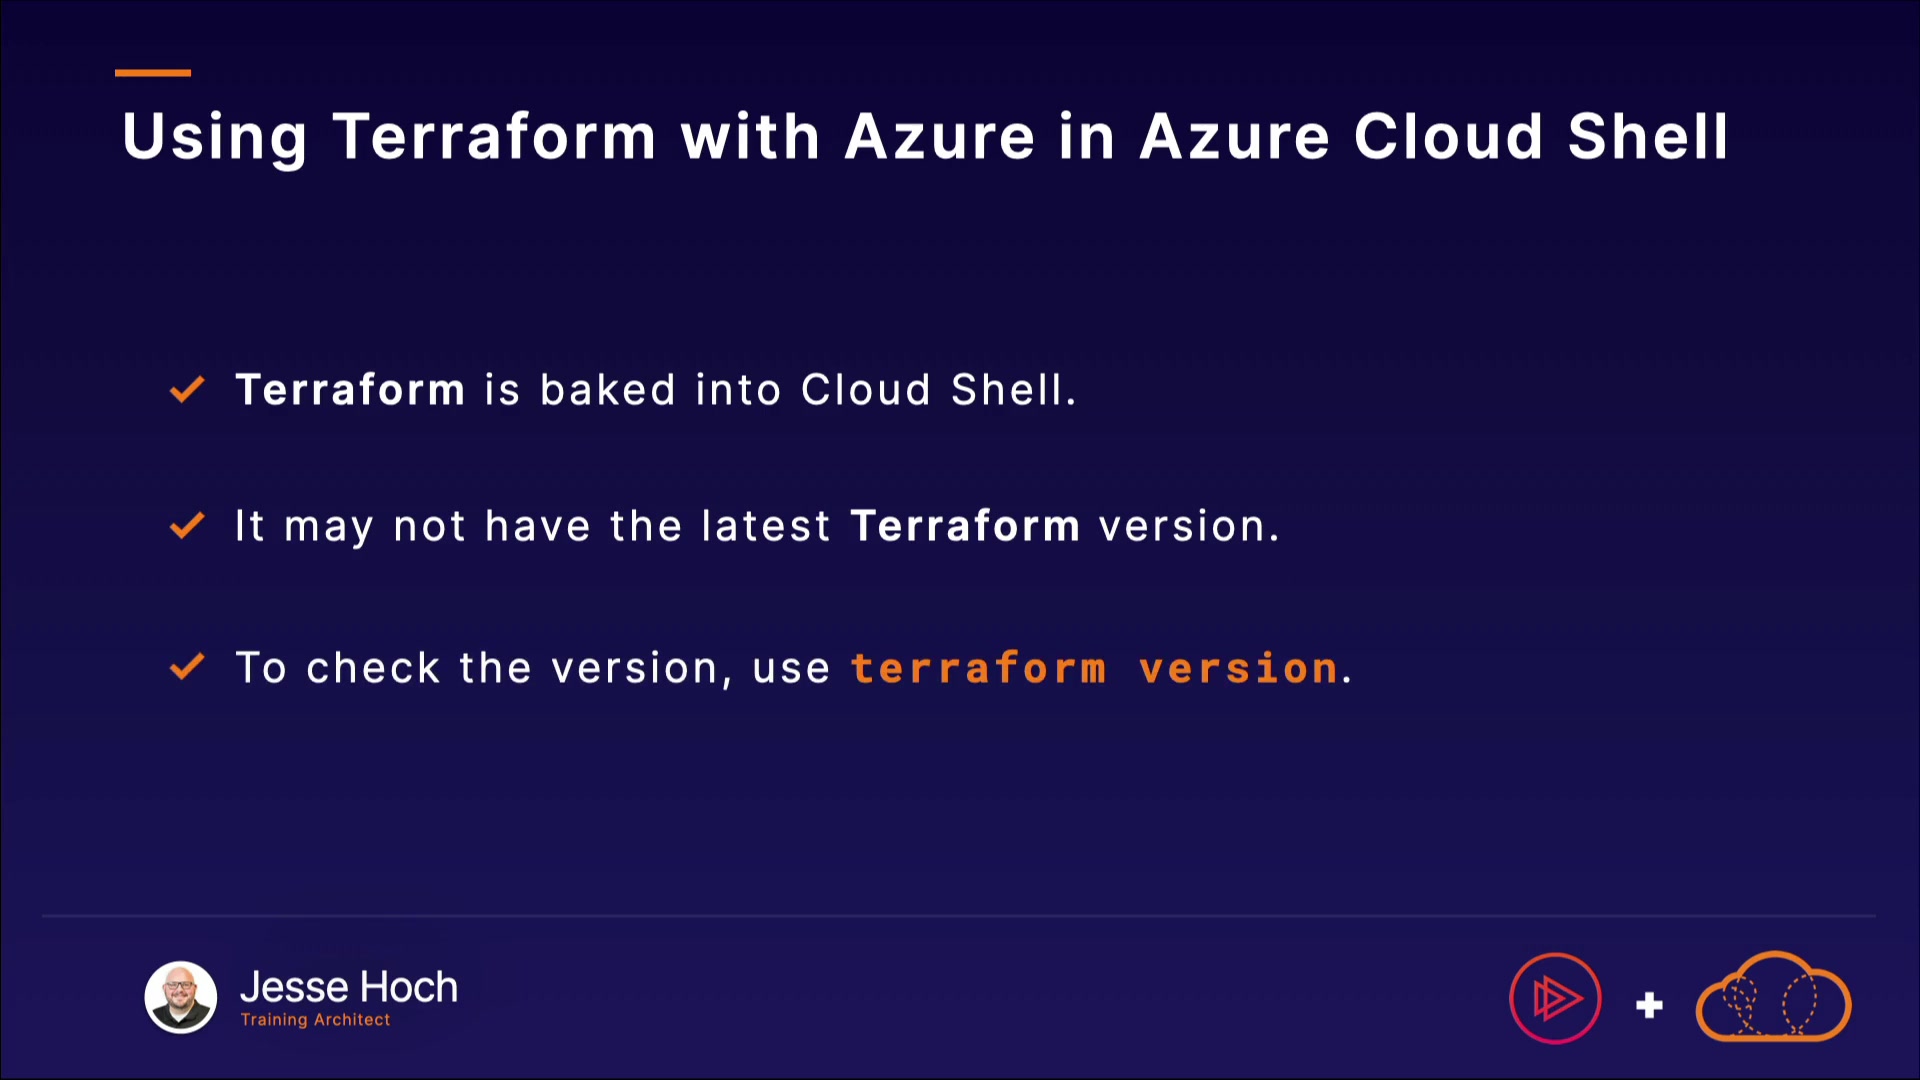 Using Terraform with Azure in Azure Cloud Shell
Terraform is baked into Cloud Shell.
It may not have the latest Terraform version.
To check the version, use terraform version.
Jesse Hoch
Training Architect